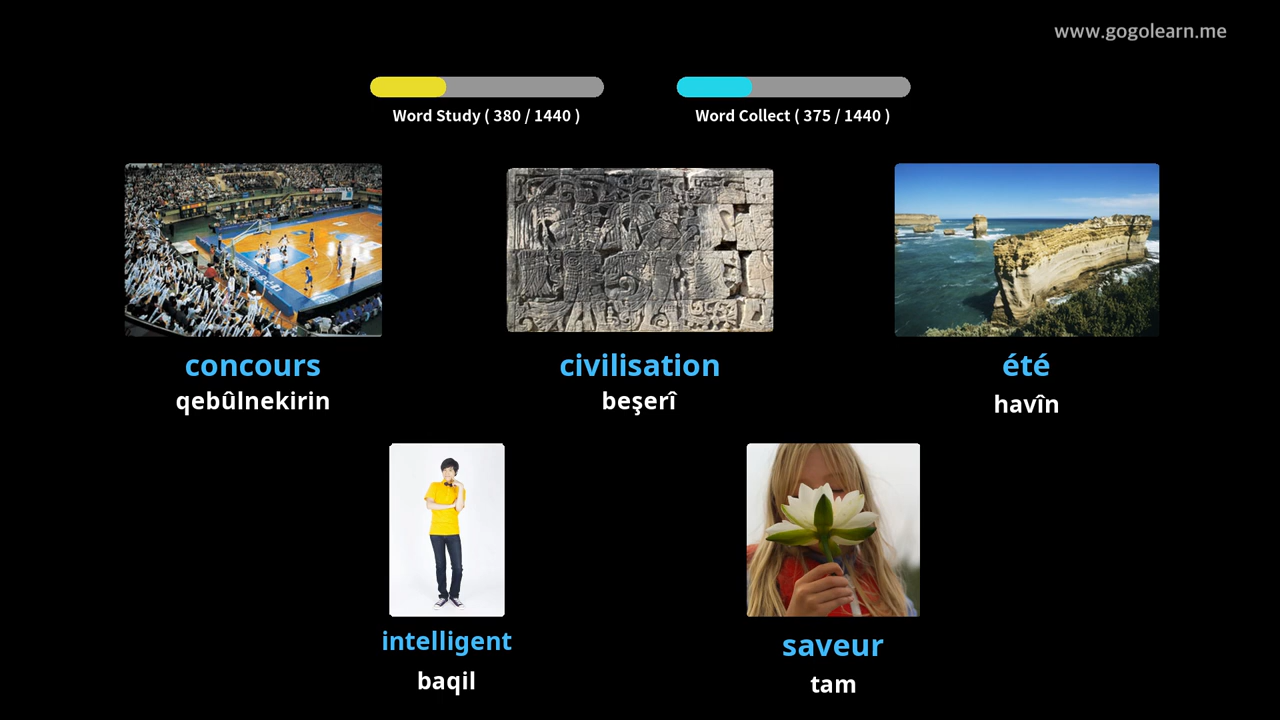 www.gogolearn.me
Word Study ( 380 / 1440 )
Word Collect ( 375 / 1440 )
concours
qebûlnekirin
civilisation
beşerî
été
havîn
intelligent
baqil
saveur
tam